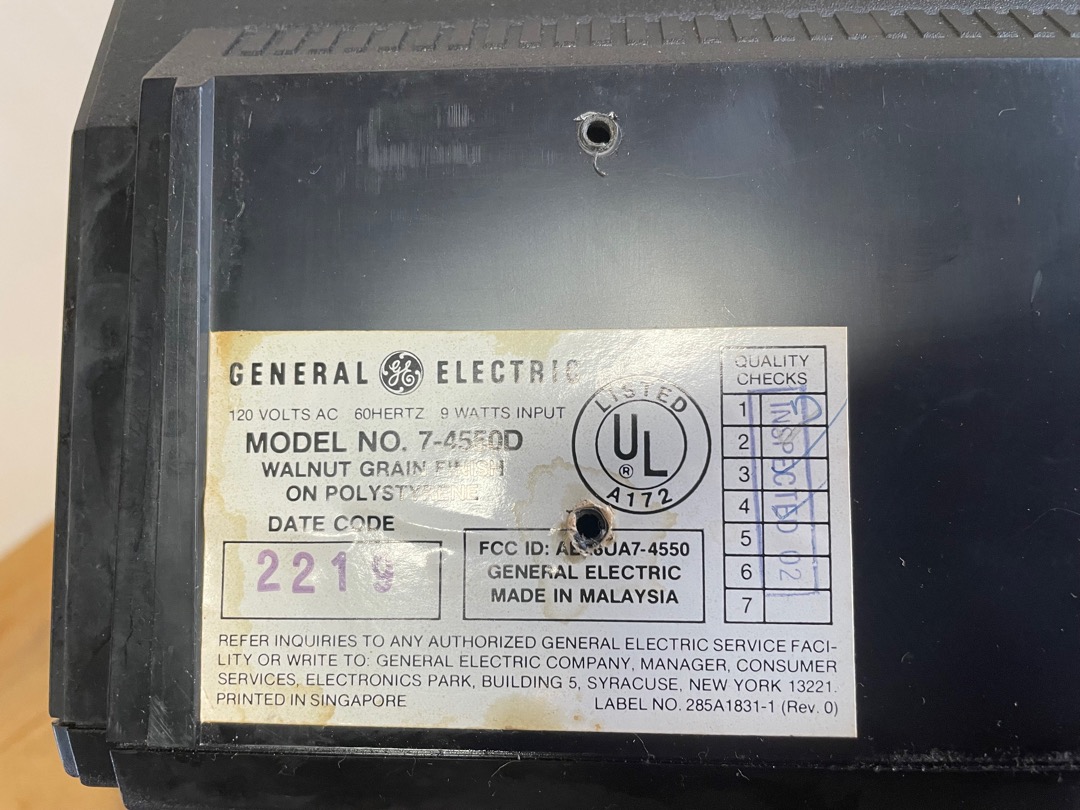 GENERAL GE ELECTRIC
120 VOLTS AC 60HERTZ 9 WATTS INPUT
MODEL NO. 7-4550D
WALNUT GRAIN FINISH
ON POLYSTYRENE
DATE CODE
2219
LISTED
UL
®
A172
FCC ID: 7-4550
GENERAL ELECTRIC
MADE IN MALAYSIA
QUALITY
CHECKS
1
2
3
4
5
6
7
INSPECTED 02
REFER INQUIRIES TO ANY AUTHORIZED GENERAL ELECTRIC SERVICE FACI-
LITY OR WRITE TO: GENERAL ELECTRIC COMPANY, MANAGER, CONSUMER
SERVICES, ELECTRONICS PARK, BUILDING 5, SYRACUSE, NEW YORK 13221.
PRINTED IN SINGAPORE
LABEL NO. 285A1831-1 (Rev. 0)